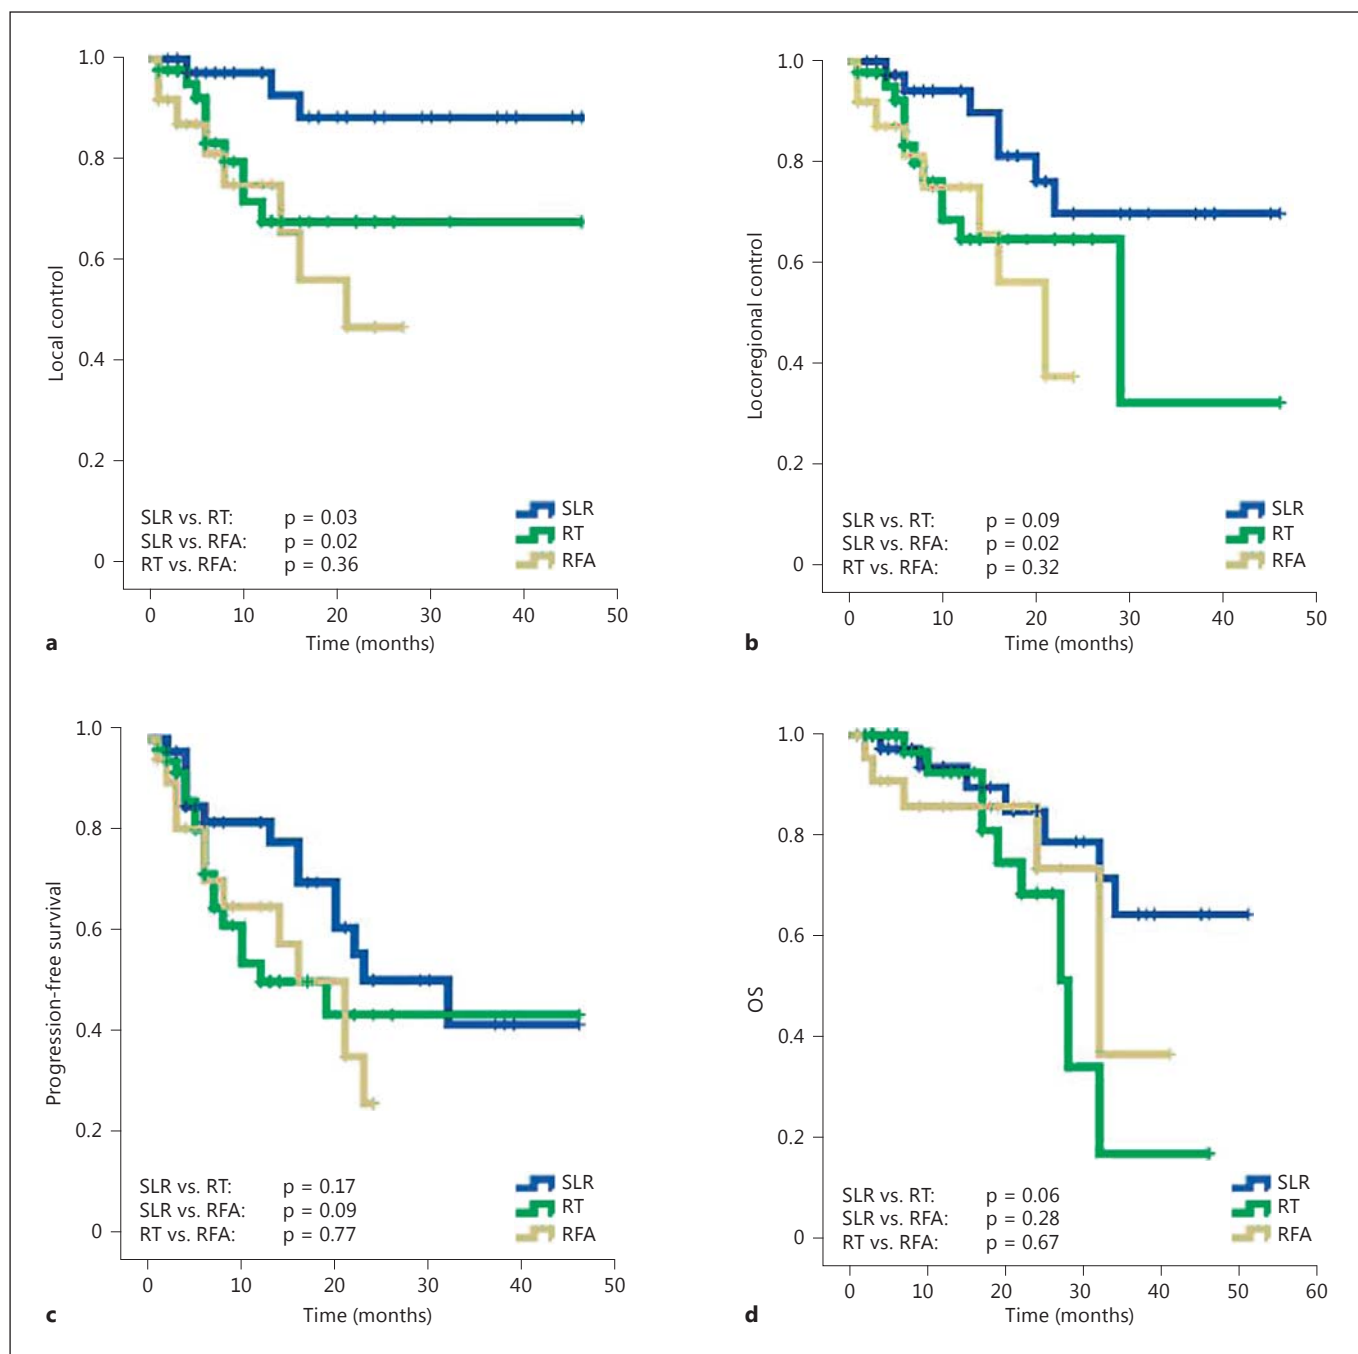 1.0
0.8
0.6
0.4
0.2
0
Local control
SLR vs. RT: p = 0.03
SLR vs. RFA: p = 0.02
RT vs. RFA: p = 0.36
SLR
RT
RFA
0 10 20 30 40 50
Time (months)
a
1.0
0.8
0.6
0.4
0.2
0
Locoregional control
SLR vs. RT: p = 0.09
SLR vs. RFA: p = 0.02
RT vs. RFA: p = 0.32
SLR
RT
RFA
0 10 20 30 40 50
Time (months)
b
1.0
0.8
0.6
0.4
0.2
0
Progression-free survival
SLR vs. RT: p = 0.17
SLR vs. RFA: p = 0.09
RT vs. RFA: p = 0.77
SLR
RT
RFA
0 10 20 30 40 50
Time (months)
c
1.0
0.8
0.6
0.4
0.2
0
OS
SLR vs. RT: p = 0.06
SLR vs. RFA: p = 0.28
RT vs. RFA: p = 0.67
SLR
RT
RFA
0 10 20 30 40 50 60
Time (months)
d